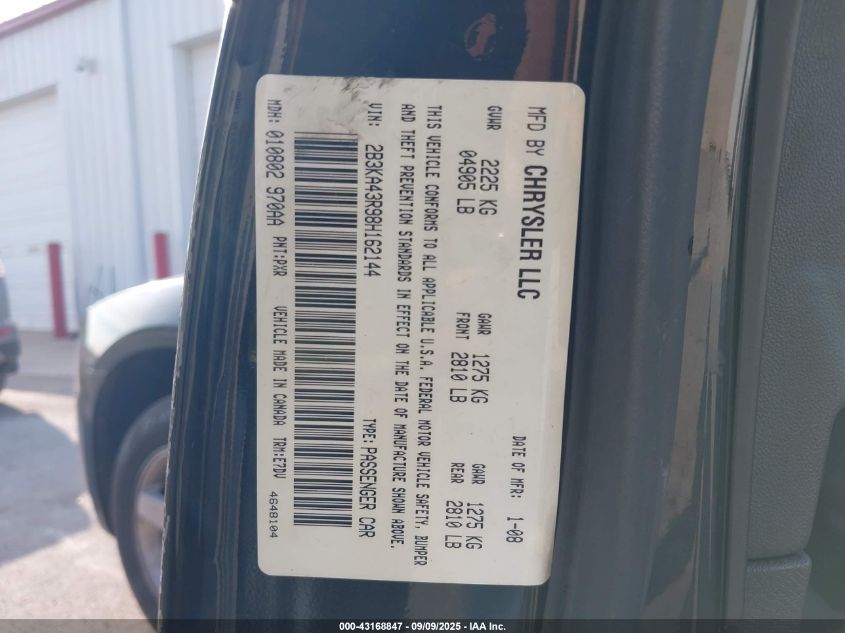 MFD BY CHRYSLER LLC DATE OF MFR: 1-08
GVWR 2225 KG GAWR 1275 KG GAWR 1275 KG
04905 LB FRONT 2810 LB REAR 2810 LB
THIS VEHICLE CONFORMS TO ALL APPLICABLE U.S.A. FEDERAL MOTOR VEHICLE SAFETY, BUMPER
AND THEFT PREVENTION STANDARDS IN EFFECT ON THE DATE OF MANUFACTURE SHOWN ABOVE.
VIN: 2B3KA43R98H162144 TYPE: PASSENGER CAR
MDH: 010802 970AA PNT:PXR VEHICLE MADE IN CANADA TRM:E7DV
4648104
000-43168847 - 09/09/2025 - IAA Inc.